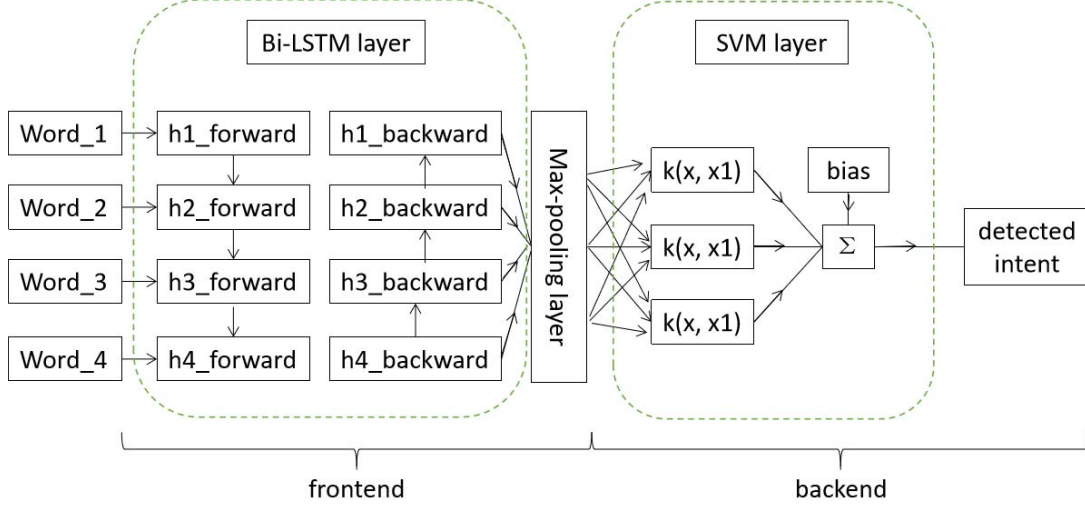 Bi-LSTM layer
SVM layer
Word_1
h1_forward
h1_backward
Word_2
h2_forward
h2_backward
Word_3
h3_forward
h3_backward
Word_4
h4_forward
h4_backward
Max-pooling layer
k(x, x1)
k(x, x1)
k(x, x1)
bias
Σ
detected
intent
frontend
backend